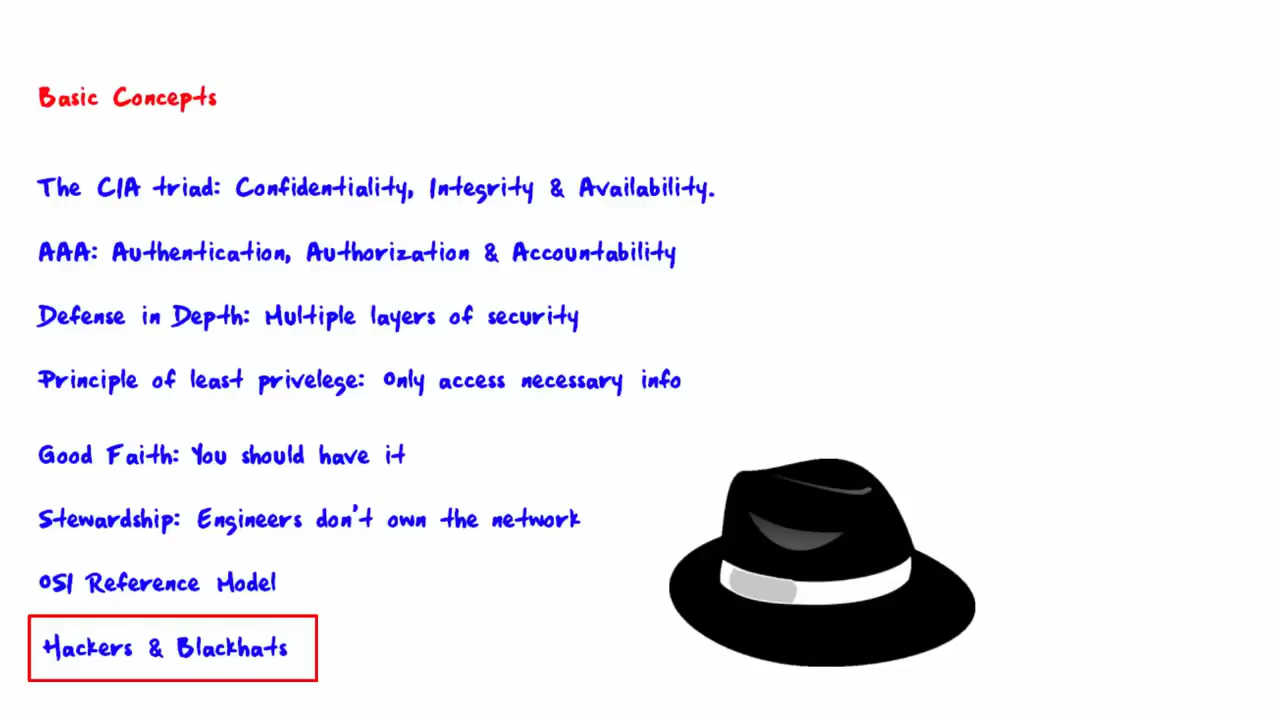 Basic Concepts
The CIA triad: Confidentiality, Integrity & Availability.
AAA: Authentication, Authorization & Accountability
Defense in Depth: Multiple layers of security
Principle of least privelege: Only access necessary info
Good Faith: You should have it
Stewardship: Engineers don't own the network
OSI Reference Model
Hackers & Blackhats